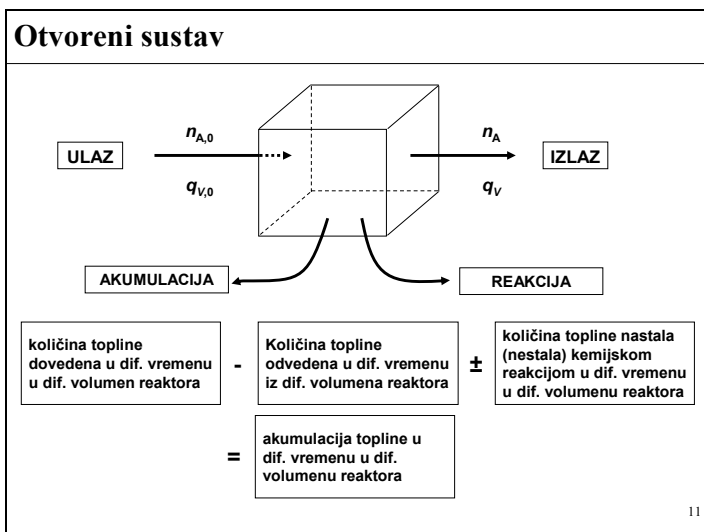 Otvoreni sustav
n_A,0
n_A
ULAZ
IZLAZ
q_V,0
q_V
AKUMULACIJA
REAKCIJA
količina topline
dovedena u dif. vremenu
u dif. volumen reaktora
-
Količina topline
odvedena u dif. vremenu
iz dif. volumena reaktora
±
količina topline nastala
(nestala) kemijskom
reakcijom u dif. vremenu
u dif. volumenu reaktora
=
akumulacija topline u
dif. vremenu u dif.
volumenu reaktora
11